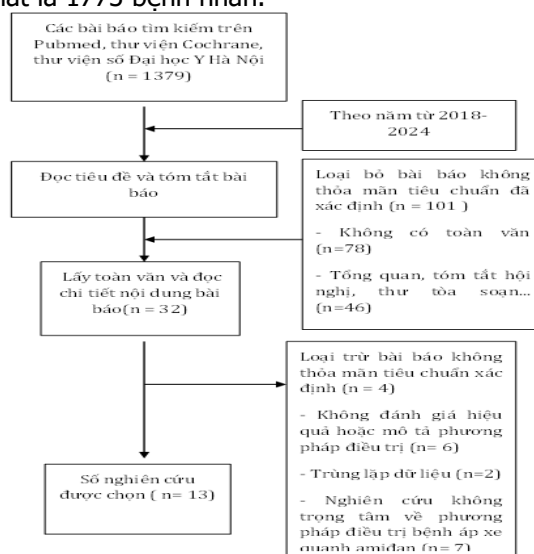 nất là 1775 bệnh nhân.
Các bài báo tìm kiếm trên
Pubmed, thư viện Cochrane,
thư viện số Đại học Y Hà Nội
(n = 1379)
Theo năm từ 2018-
2024
Đọc tiêu đề và tóm tắt bài
báo
Loại bỏ bài báo không
thỏa mãn tiêu chuẩn đã
xác định (n = 101 )
- Không có toàn văn
(n=78)
- Tổng quan, tóm tắt hội
nghị, thư tòa soạn...
(n=46)
Lấy toàn văn và đọc
chi tiết nội dung bài
báo(n = 32)
Loại trừ bài báo không
thỏa mãn tiêu chuẩn xác
định (n = 4)
- Không đánh giá hiệu
quả hoặc mô tả phương
pháp điều trị (n= 6)
- Trùng lặp dữ liệu (n=2)
- Nghiên cứu không
trọng tâm về phương
pháp điều trị bệnh áp xe
quanh amiđan (n= 7)
Số nghiên cứu
được chọn ( n= 13)